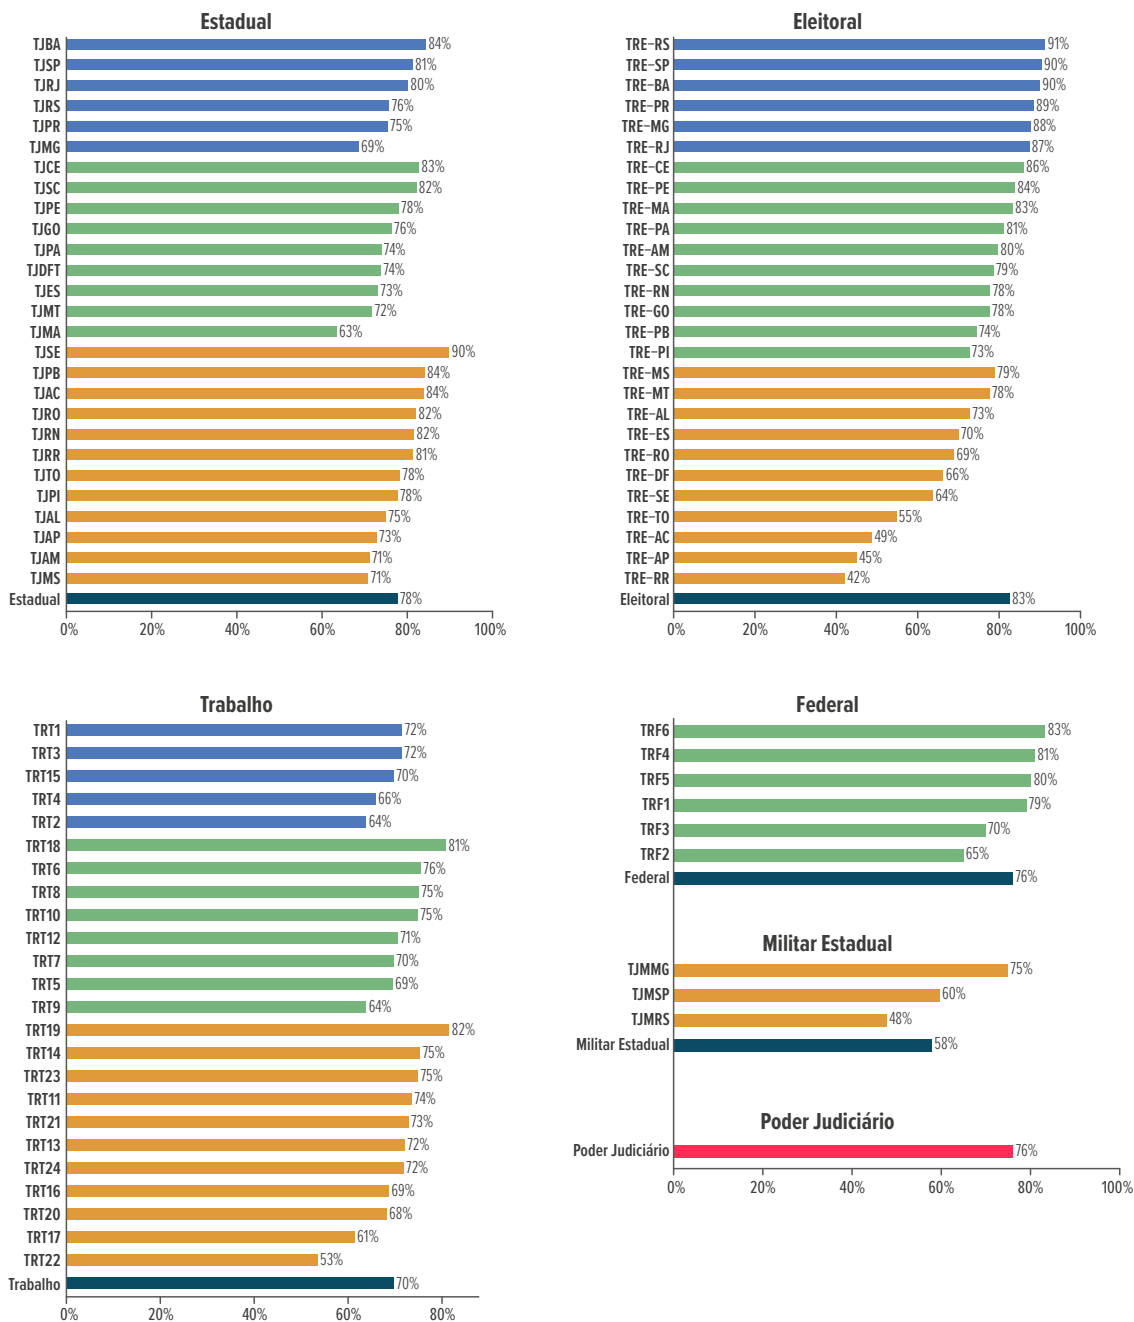 Estadual
TJBA 84%
TJSP 81%
TJRJ 80%
TJRS 76%
TJPR 75%
TJMG 69%
TJCE 83%
TJSC 82%
TJPE 78%
TJGO 76%
TJPA 74%
TJDFT 74%
TJES 73%
TJMT 72%
TJMA 63%
TJSE 90%
TJPB 84%
TJAC 84%
TJRO 82%
TJRN 82%
TJRR 81%
TJTO 78%
TJPI 78%
TJAL 75%
TJAP 73%
TJAM 71%
TJMS 71%
Estadual 78%
0% 20% 40% 60% 80% 100%
Eleitoral
TRE-RS 91%
TRE-SP 90%
TRE-BA 90%
TRE-PR 89%
TRE-MG 88%
TRE-RJ 87%
TRE-CE 86%
TRE-PE 84%
TRE-MA 83%
TRE-PA 81%
TRE-AM 80%
TRE-SC 79%
TRE-RN 78%
TRE-GO 78%
TRE-PB 74%
TRE-PI 73%
TRE-MS 79%
TRE-MT 78%
TRE-AL 73%
TRE-ES 70%
TRE-RO 69%
TRE-DF 66%
TRE-SE 64%
TRE-TO 55%
TRE-AC 49%
TRE-AP 45%
TRE-RR 42%
Eleitoral 83%
0% 20% 40% 60% 80% 100%
Trabalho
TRT1 72%
TRT3 72%
TRT15 70%
TRT4 66%
TRT2 64%
TRT18 81%
TRT6 76%
TRT8 75%
TRT10 75%
TRT12 71%
TRT7 70%
TRT5 69%
TRT9 64%
TRT19 82%
TRT14 75%
TRT23 75%
TRT11 74%
TRT21 73%
TRT13 72%
TRT24 72%
TRT16 69%
TRT20 68%
TRT17 61%
TRT22 53%
Trabalho 70%
0% 20% 40% 60% 80%
Federal
TRF6 83%
TRF4 81%
TRF5 80%
TRF1 79%
TRF3 70%
TRF2 65%
Federal 76%
Militar Estadual
TJMMG 75%
TJMSP 60%
TJMRS 48%
Militar Estadual 58%
Poder Judiciário
Poder Judiciário 76%
0% 20% 40% 60% 80% 100%